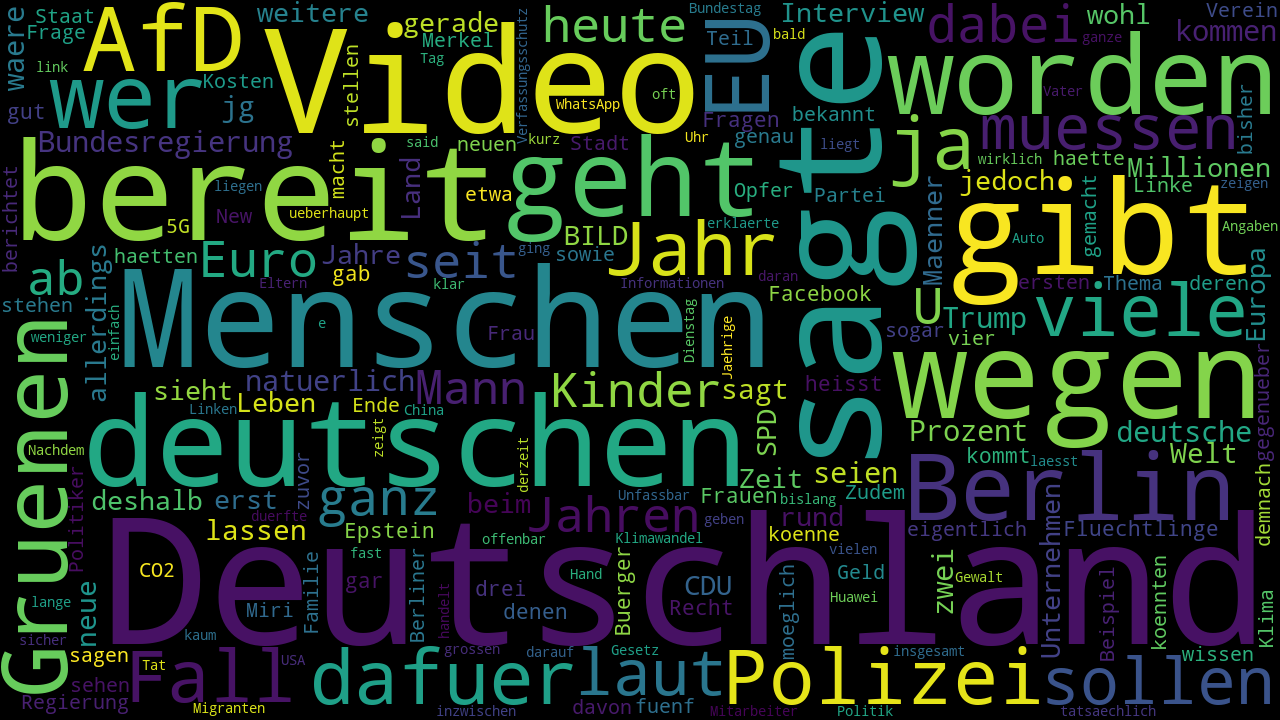 Staat
AfD
weitere
gerade
Bundestag
Interview
dabei
wohl
Verein
Frage
waere
link
wer
Kosten
Video
stellen
Merkel
Tag
heute
Verfassungsschutz
EU
Teil
bald
sagte
ganze
kommen
gut
jg
WhatsApp
oft
Fragen
bekannt
worden
Vater
bisher
Bundesregierung
macht
said
neuen
kurz
Stadt
Uhr
genau
liegt
ja
muessen
wirklich
haette
Millionen
berichtet
bereit
liegen
Land
etwa
geht
Opfer
Partei
jedoch
Linke
zeigen
5G
New
ueberhaupt
BILD
erklaerte
Maenner
gibt
Auto
gemacht
Angaben
haetten
Euro
Jahre
seit
ging
sowie
Jahr
daran
allerdings
ab
gab
klar
Eltern
Informationen
Facebook
ersten
Thema
deren
Europa
stehen
einfach
Menschen
e
Frau
Dienstag
Jaehrige
sogar
U
Trump
viele
weniger
vier
Gruenen
sieht
natuerlich
Mann
Kinder
sagt
heisst
wegen
gegenueber
Linken
Leben
Ende
China
Nachdem
deutschen
zeigt
derzeit
SPD
Prozent
deutsche
Politiker
Zeit
seien
kommt
laesst
Welt
deshalb
erst
zuvor
ganz
beim
Unfassbar
Frauen
bislang
Zudem
Berlin
demnach
duerfte
lassen
Epstein
Jahren
geben
rund
eigentlich
Fluechtlinge
fast
offenbar
Klimawandel
koenne
vielen
Unternehmen
CO2
Deutschland
Familie
gar
Berliner
Hand
Buerger
CDU
Geld
zwei
Gewalt
neue
lange
Miri
handelt
drei
denen
Recht
moeglich
Huawei
Beispiel
koennten
Klima
sicher
kaum
grossen
darauf
Gesetz
insgesamt
sagen
Tat
Fall
USA
dafuer
laut
Polizei
sollen
wissen
sehen
Regierung
Migranten
inzwischen
davon
fuenf
Mitarbeiter
Politik
tatsaechlich